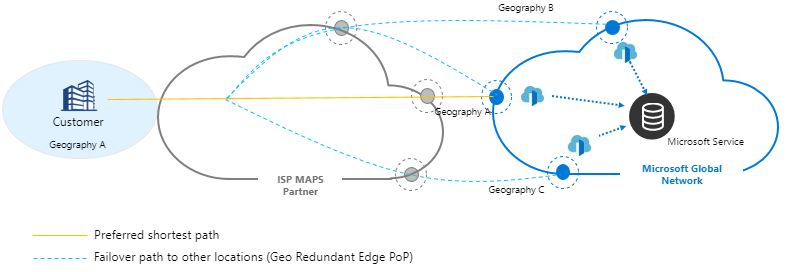 Geography B
Customer
Geography A
Geography A
ISP MAPS
Partner
Microsoft Service
Microsoft Global
Network
Geography C
Preferred shortest path
Failover path to other locations (Geo Redundant Edge PoP)